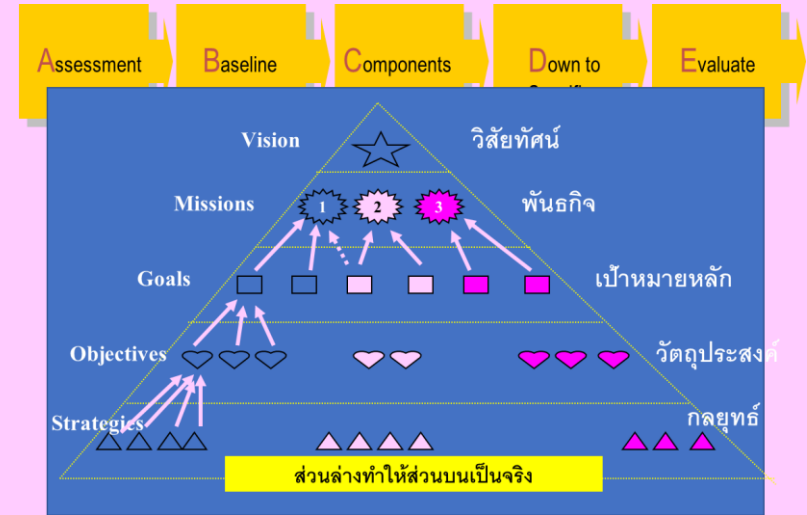 Assessment
Baseline
Components
Down to
Evaluate
Vision วิสัยทัศน์
Missions 1 2 3 พันธกิจ
Goals เป้าหมายหลัก
Objectives วัตถุประสงค์
Strategies กลยุทธ์
ส่วนล่างทำให้ส่วนบนเป็นจริง